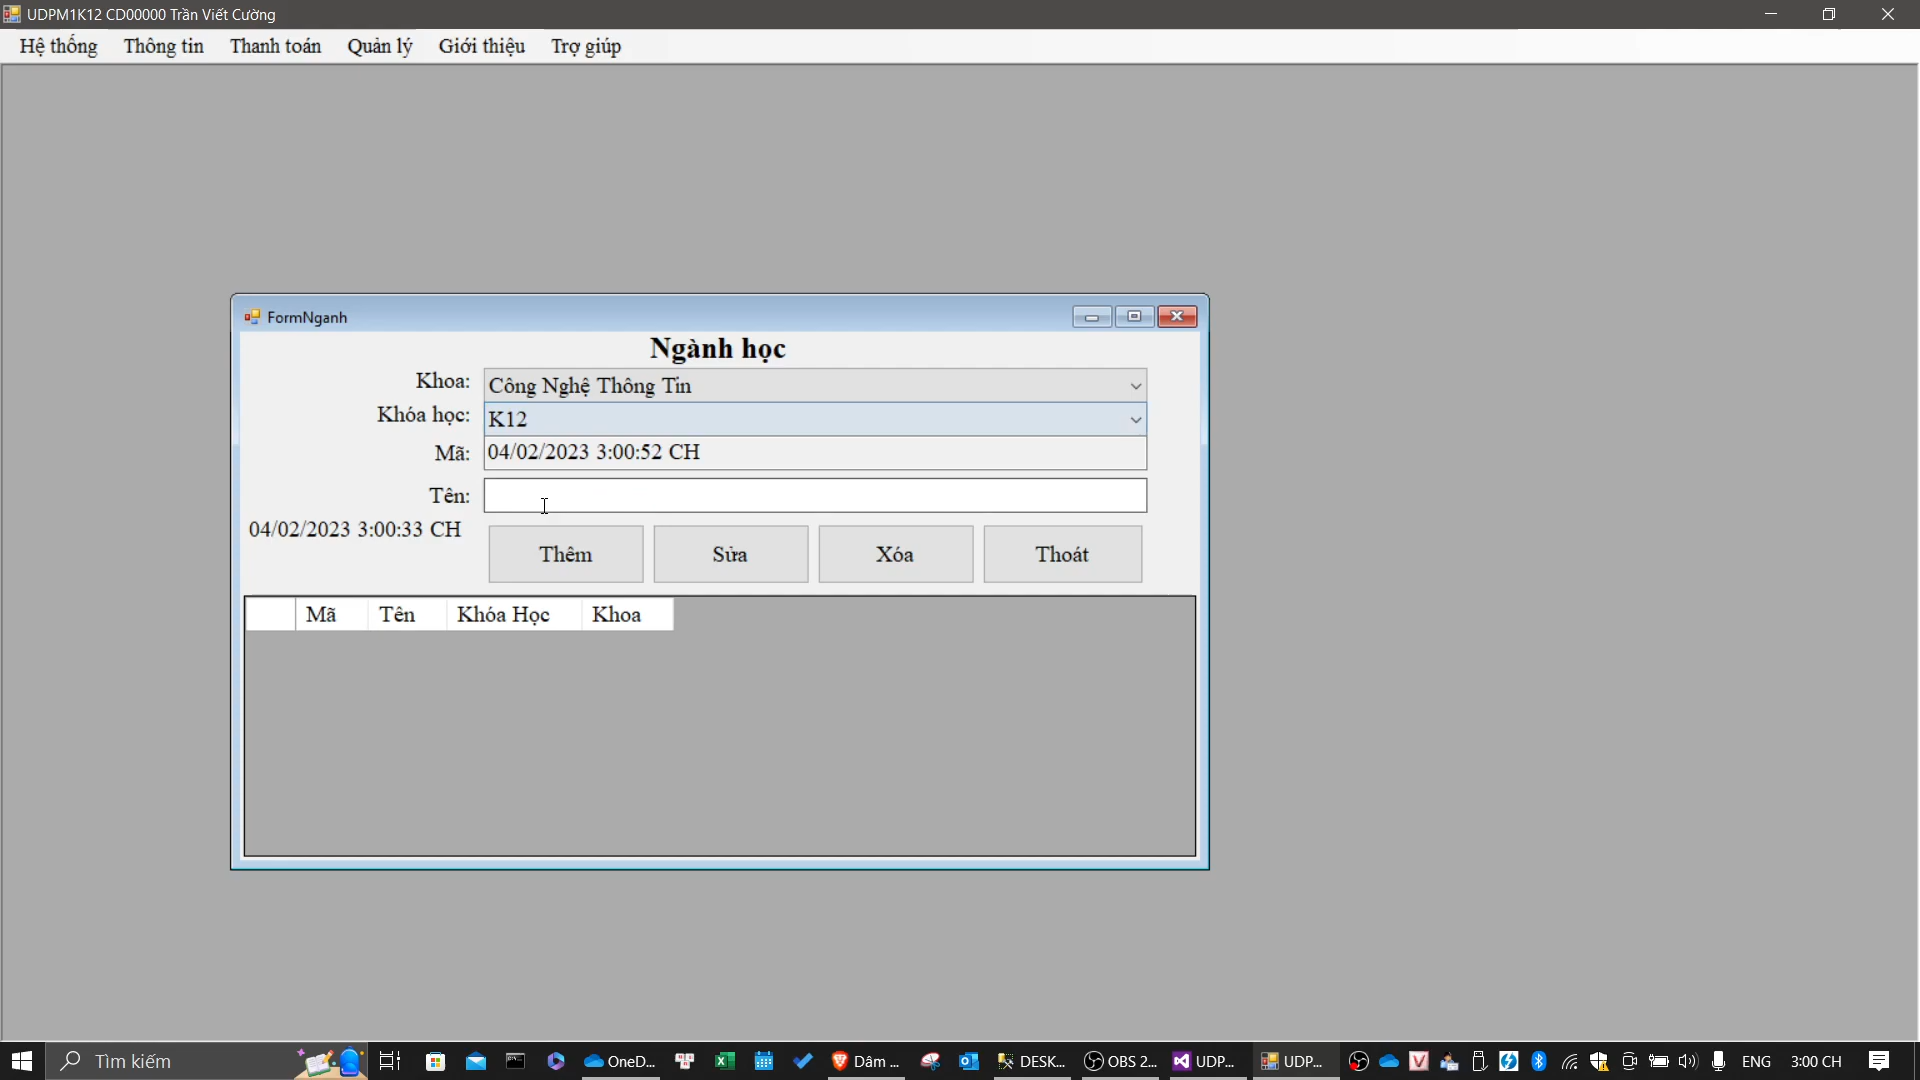 UDPM1K12 CD00000 Trần Viết Cường
Hệ thống Thông tin Thanh toán Quản lý Giới thiệu Trợ giúp
FormNganh
Ngành học
Khoa: Công Nghệ Thông Tin
Khóa học: K12
Mã: 04/02/2023 3:00:52 CH
Tên:
04/02/2023 3:00:33 CH
Thêm Sửa Xóa Thoát
Mã Tên Khóa Học Khoa
Tìm kiếm OneD... Dâm ... DESK... OBS 2... UDP... UDP... ENG 3:00 CH